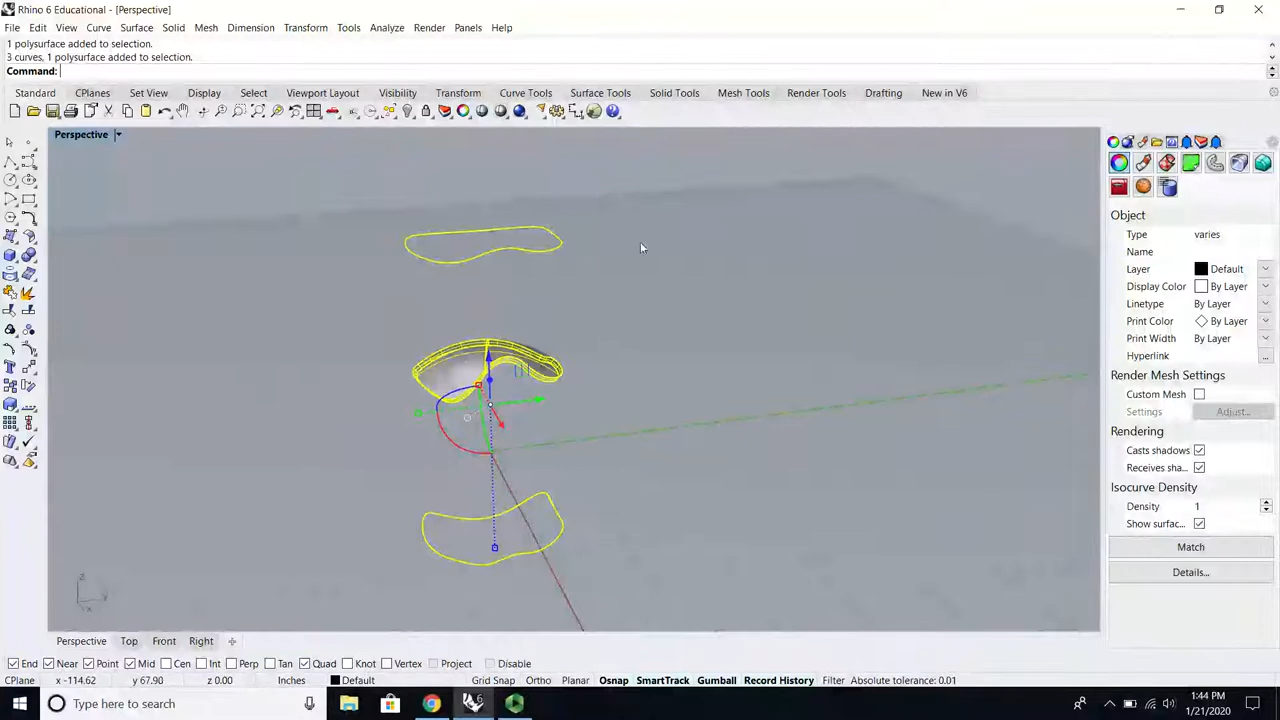 Rhino 6 Educational - [Perspective]
File Edit View Curve Surface Solid Mesh Dimension Transform Tools Analyze Render Panels Help
1 polysurface added to selection.
3 curves, 1 polysurface added to selection.
Command:
Standard CPlanes Set View Display Select Viewport Layout Visibility Transform Curve Tools Surface Tools Solid Tools Mesh Tools Render Tools Drafting New in V6
Perspective
Object
Type varies
Name
Layer Default
Display Color By Layer
Linetype By Layer
Print Color By Layer
Print Width By Layer
Hyperlink ...
Render Mesh Settings
Custom Mesh
Settings Adjust...
Rendering
Casts shadows
Receives sha...
Isocurve Density
Density 1
Show surfac...
Match
Details...
z
y
x
Perspective Top Front Right
End Near Point Mid Cen Int Perp Tan Quad Knot Vertex Project Disable
CPlane x -114.62 y 67.90 z 0.00 Inches Default Grid Snap Ortho Planar Osnap SmartTrack Gumball Record History Filter Absolute tolerance: 0.01
Type here to search
1:44 PM
1/21/2020